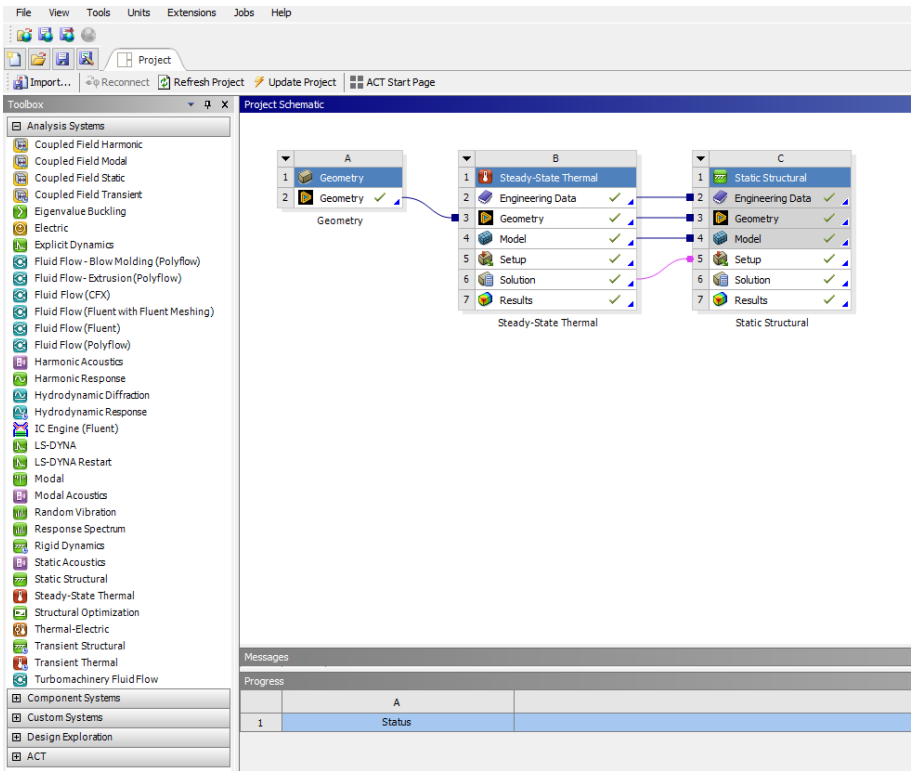 File View Tools Units Extensions Jobs Help
Project
Import... Reconnect Refresh Project Update Project ACT Start Page
Toolbox
Analysis Systems
Coupled Field Harmonic
Coupled Field Modal
Coupled Field Static
Coupled Field Transient
Eigenvalue Buckling
Electric
Explicit Dynamics
Fluid Flow - Blow Molding (Polyflow)
Fluid Flow - Extrusion (Polyflow)
Fluid Flow (CFX)
Fluid Flow (Fluent with Fluent Meshing)
Fluid Flow (Fluent)
Fluid Flow (Polyflow)
Harmonic Acoustics
Harmonic Response
Hydrodynamic Diffraction
Hydrodynamic Response
IC Engine (Fluent)
LS-DYNA
LS-DYNA Restart
Modal
Modal Acoustics
Random Vibration
Response Spectrum
Rigid Dynamics
Static Acoustics
Static Structural
Steady-State Thermal
Structural Optimization
Thermal-Electric
Transient Structural
Transient Thermal
Turbomachinery Fluid Flow
Component Systems
Custom Systems
Design Exploration
ACT
Project Schematic
A
1 Geometry
2 Geometry
Geometry
B
1 Steady-State Thermal
2 Engineering Data
3 Geometry
4 Model
5 Setup
6 Solution
7 Results
Steady-State Thermal
C
1 Static Structural
2 Engineering Data
3 Geometry
4 Model
5 Setup
6 Solution
7 Results
Static Structural
Messages
Progress
A
1 Status